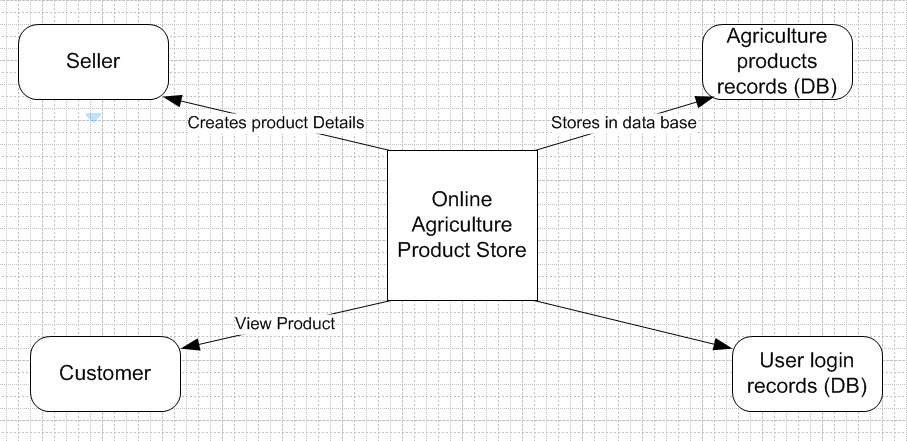 Seller
Agriculture
products
records (DB)
Creates product Details
Stores in data base
Online
Agriculture
Product Store
View Product
Customer
User login
records (DB)